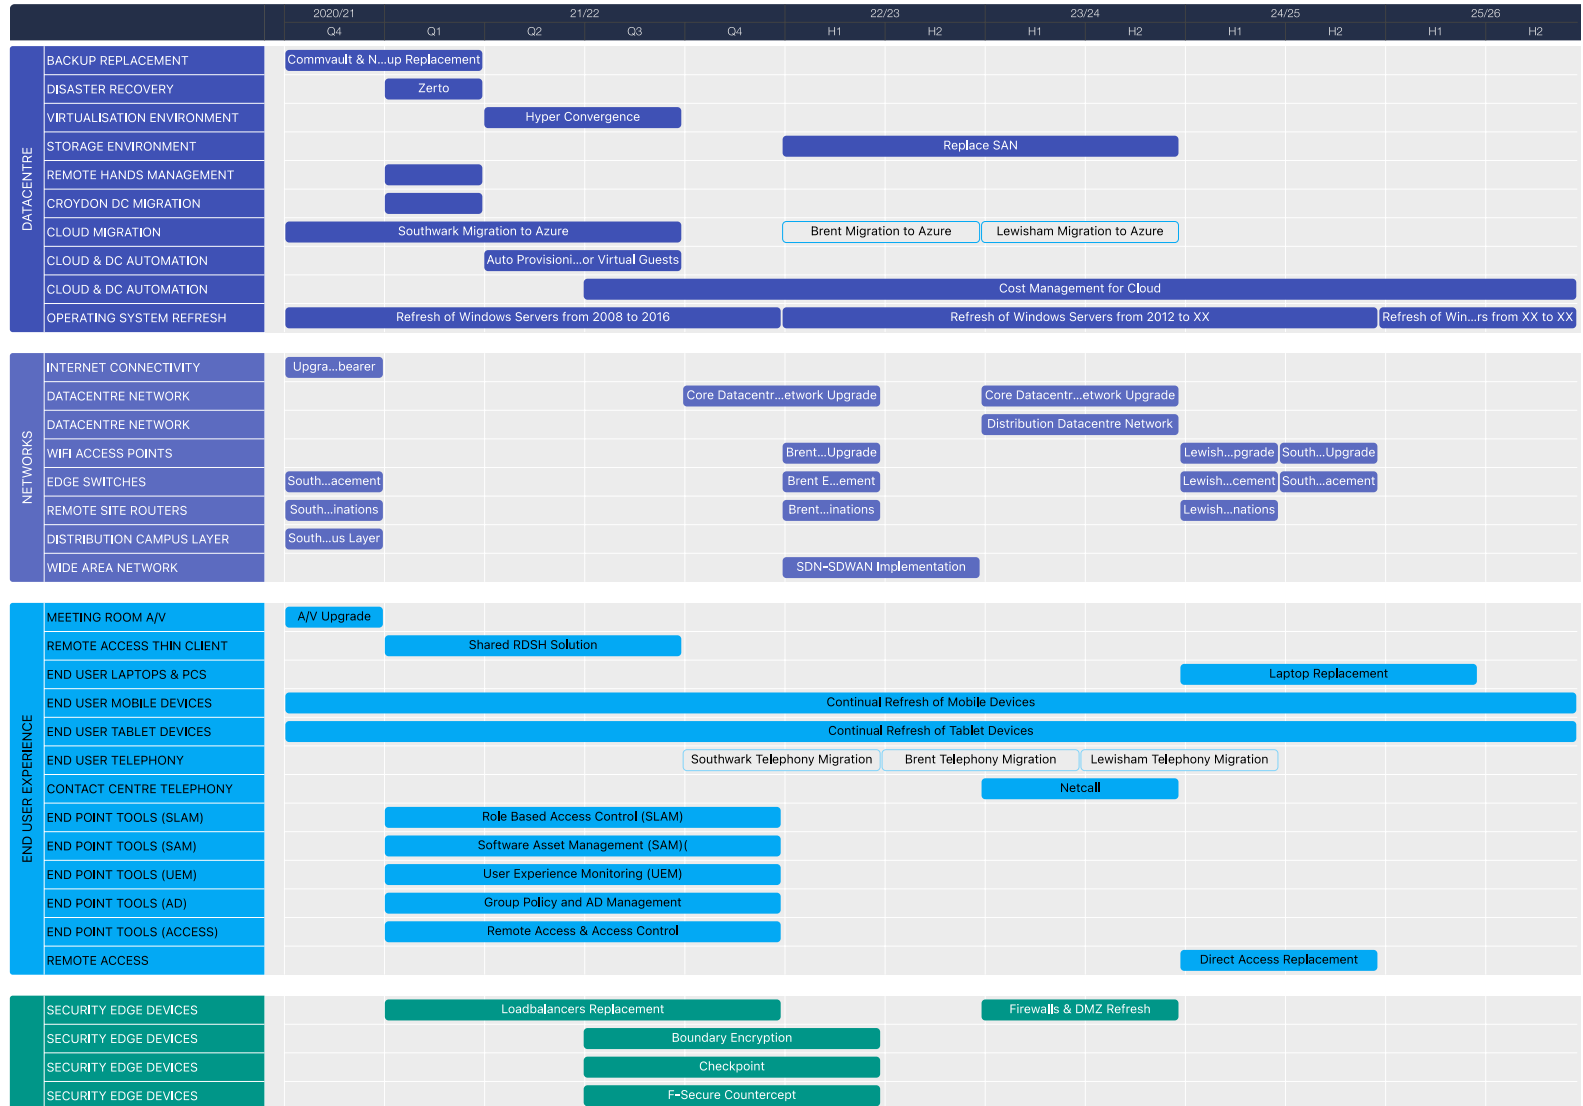 2020/21 21/22 22/23 23/24 24/25 25/26
Q4 Q1 Q2 Q3 Q4 H1 H2 H1 H2 H1 H2 H1 H2
DATACENTRE
BACKUP REPLACEMENT Commvault & N...up Replacement
DISASTER RECOVERY Zerto
VIRTUALISATION ENVIRONMENT Hyper Convergence
STORAGE ENVIRONMENT Replace SAN
REMOTE HANDS MANAGEMENT
CROYDON DC MIGRATION
CLOUD MIGRATION Southwark Migration to Azure Brent Migration to Azure Lewisham Migration to Azure
CLOUD & DC AUTOMATION Auto Provisioni...or Virtual Guests
CLOUD & DC AUTOMATION Cost Management for Cloud
OPERATING SYSTEM REFRESH Refresh of Windows Servers from 2008 to 2016 Refresh of Windows Servers from 2012 to XX Refresh of Win...rs from XX to XX
NETWORKS
INTERNET CONNECTIVITY Upgra...bearer
DATACENTRE NETWORK Core Datacentr...etwork Upgrade Core Datacentr...etwork Upgrade
DATACENTRE NETWORK Distribution Datacentre Network
WIFI ACCESS POINTS Brent...Upgrade Lewish...pgrade South...Upgrade
EDGE SWITCHES South...acement Brent E...ement Lewish...cement South...acement
REMOTE SITE ROUTERS South...inations Brent...inations Lewish...nations
DISTRIBUTION CAMPUS LAYER South...us Layer
WIDE AREA NETWORK SDN-SDWAN Implementation
END USER EXPERIENCE
MEETING ROOM A/V A/V Upgrade
REMOTE ACCESS THIN CLIENT Shared RDSH Solution
END USER LAPTOPS & PCS Laptop Replacement
END USER MOBILE DEVICES Continual Refresh of Mobile Devices
END USER TABLET DEVICES Continual Refresh of Tablet Devices
END USER TELEPHONY Southwark Telephony Migration Brent Telephony Migration Lewisham Telephony Migration
CONTACT CENTRE TELEPHONY Netcall
END POINT TOOLS (SLAM) Role Based Access Control (SLAM)
END POINT TOOLS (SAM) Software Asset Management (SAM)(
END POINT TOOLS (UEM) User Experience Monitoring (UEM)
END POINT TOOLS (AD) Group Policy and AD Management
END POINT TOOLS (ACCESS) Remote Access & Access Control
REMOTE ACCESS Direct Access Replacement
SECURITY EDGE DEVICES Loadbalancers Replacement Firewalls & DMZ Refresh
SECURITY EDGE DEVICES Boundary Encryption
SECURITY EDGE DEVICES Checkpoint
SECURITY EDGE DEVICES F-Secure Countercept